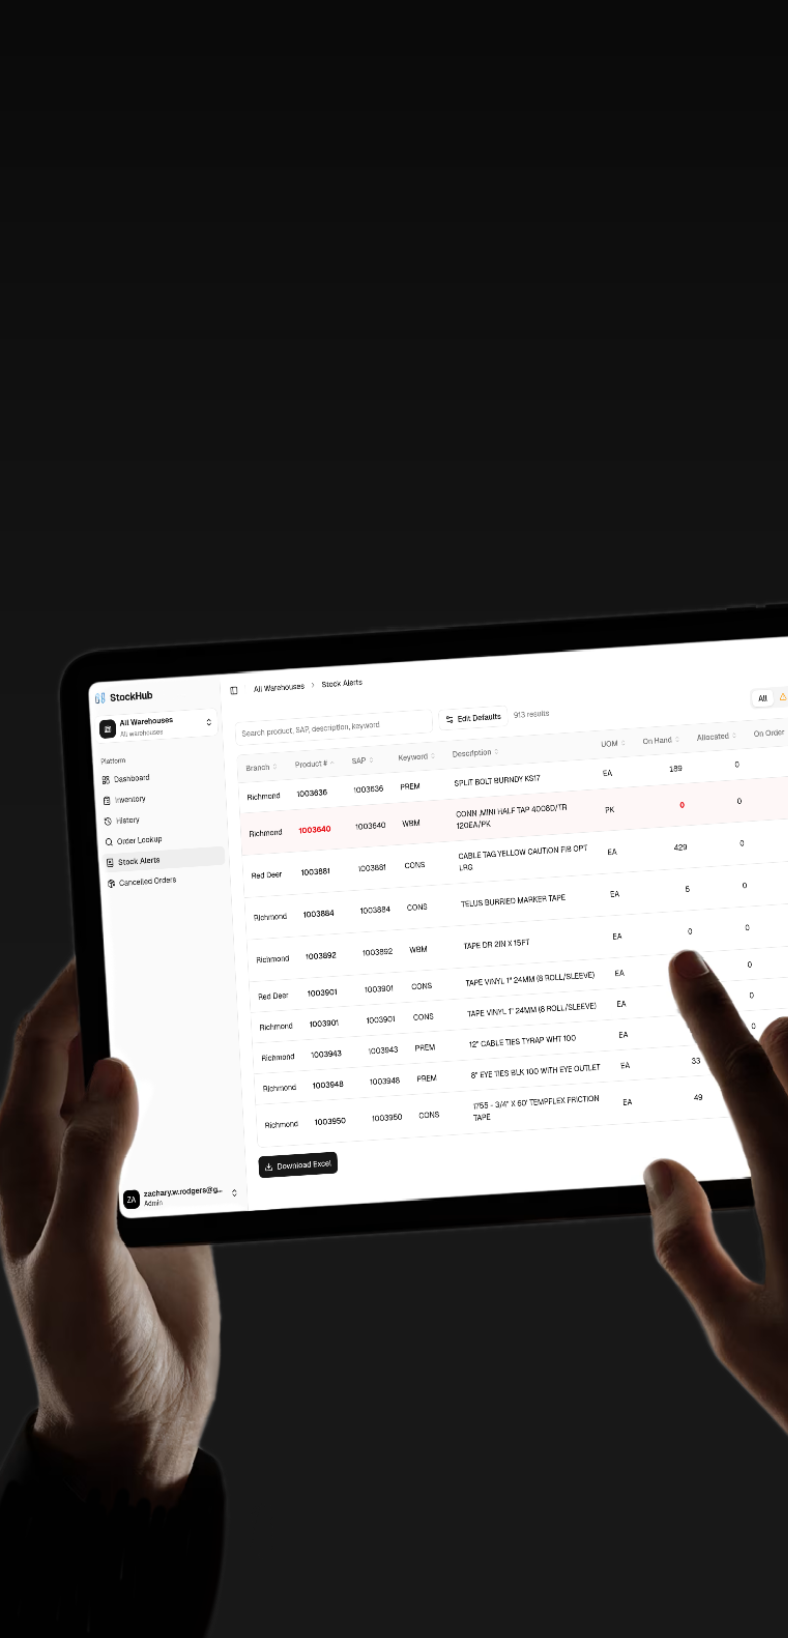 StockHub
All Warehouses
All warehouses
Platform
Dashboard
Inventory
History
Order Lookup
Stock Alerts
Cancelled Orders
ZA
zachary.w.rodgers@g...
Admin
All Warehouses > Stock Alerts
Search product, SAP, description, keyword
Edit Defaults
913 results
All
Branch Product # SAP Keyword Description UOM On Hand Allocated On Order
Richmond 1003636 1003636 PREM SPLIT BOLT BURNDY KS17 EA 189 0
Richmond 1003640 1003640 WBM CONN ,MINI HALF TAP 4008D/TR PK 0 0
120EA/PK
Red Deer 1003881 1003881 CONS CABLE TAG YELLOW CAUTION F/8 OPT EA 429 0
LRG
Richmond 1003884 1003884 CONS TELUS BURRIED MARKER TAPE EA 5 0
Richmond 1003892 1003892 WBM TAPE DR 2IN X 15FT EA 0 0
Red Deer 1003901 1003901 CONS TAPE VINYL 1" 24MM (8 ROLL/SLEEVE) EA 0
Richmond 1003901 1003901 CONS TAPE VINYL 1" 24MM (8 ROLL/SLEEVE) EA 0
Richmond 1003943 1003943 PREM 12" CABLE TIES TYRAP WHT 100 EA 0
Richmond 1003948 1003948 PREM 8" EYE TIES BLK 100 WITH EYE OUTLET EA 33
Richmond 1003950 1003950 CONS 1755 - 3/4" X 60' TEMPFLEX FRICTION EA 49
TAPE
Download Excel